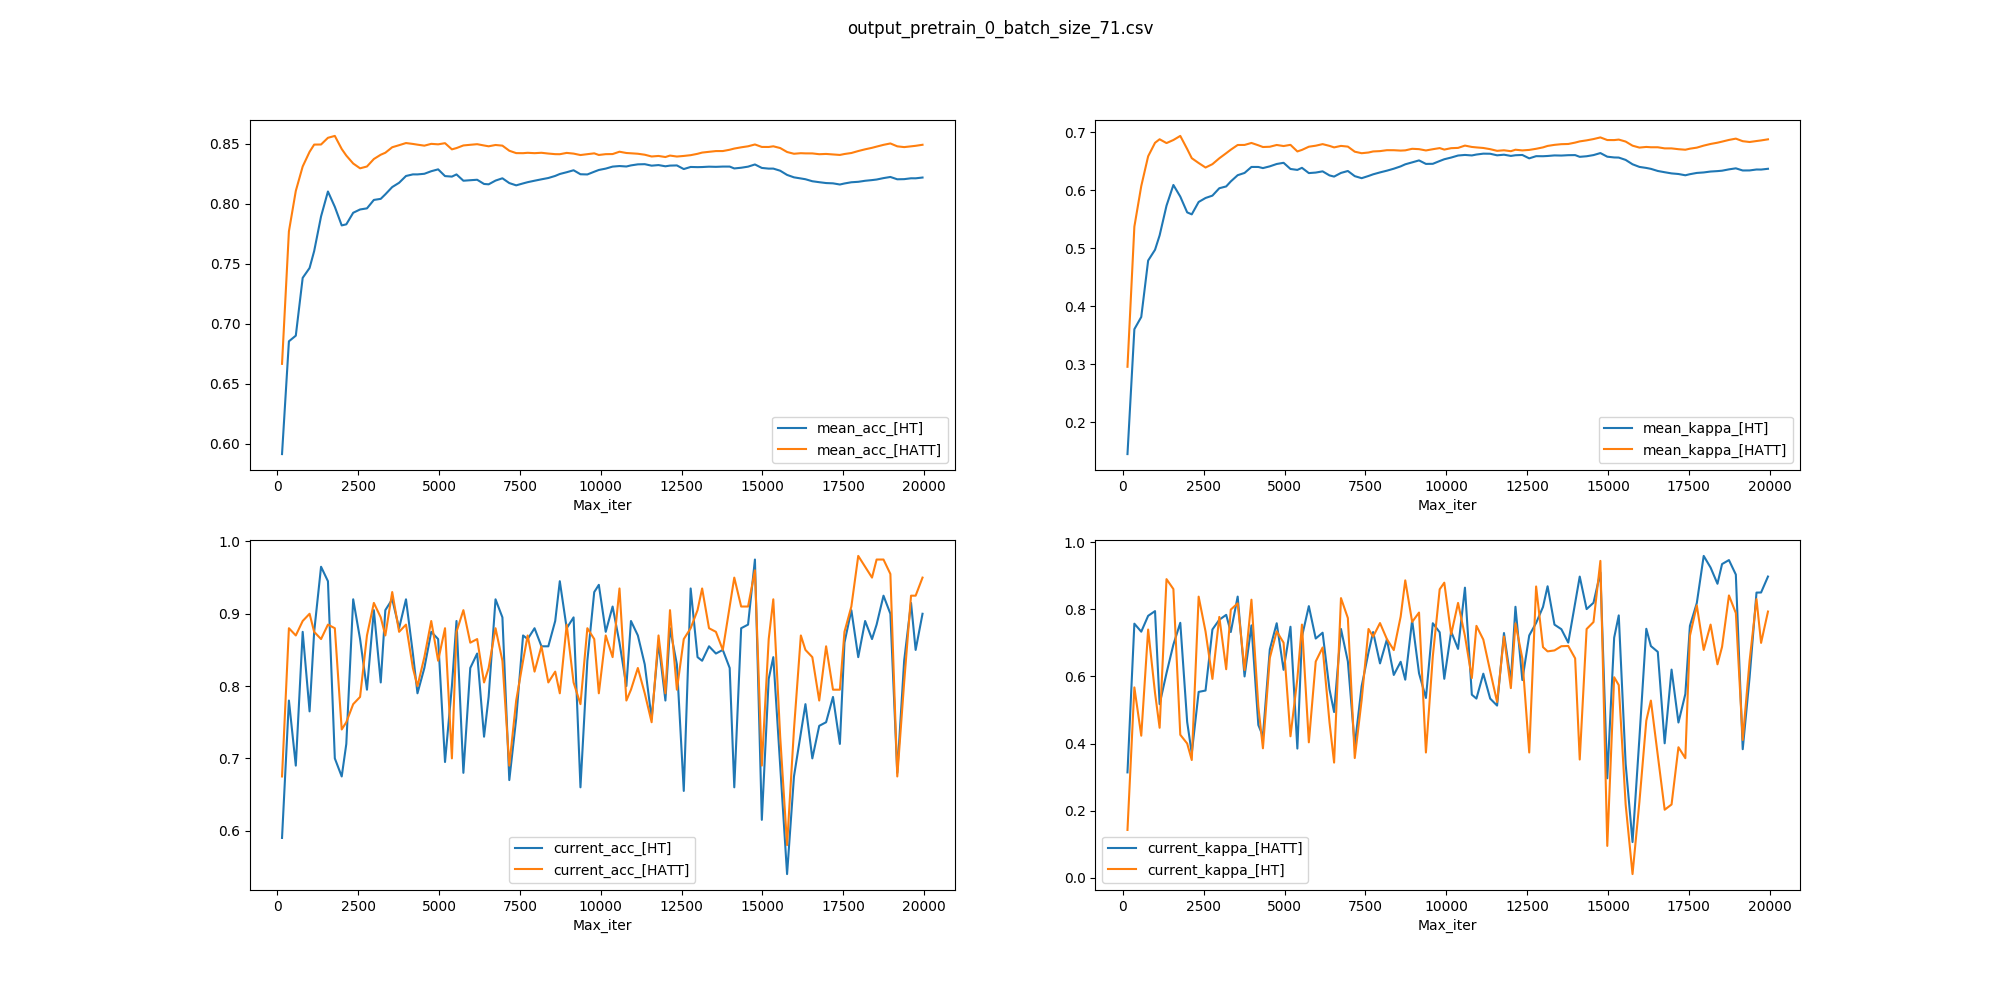 output_pretrain_0_batch_size_71.csv
0.85
0.80
0.75
0.70
0.65
0.60
mean_acc_[HT]
mean_acc_[HATT]
0 2500 5000 7500 10000 12500 15000 17500 20000
Max_iter
0.7
0.6
0.5
0.4
0.3
0.2
mean_kappa_[HT]
mean_kappa_[HATT]
0 2500 5000 7500 10000 12500 15000 17500 20000
Max_iter
1.0
0.9
0.8
0.7
0.6
current_acc_[HT]
current_acc_[HATT]
0 2500 5000 7500 10000 12500 15000 17500 20000
Max_iter
1.0
0.8
0.6
0.4
0.2
0.0
current_kappa_[HATT]
current_kappa_[HT]
0 2500 5000 7500 10000 12500 15000 17500 20000
Max_iter